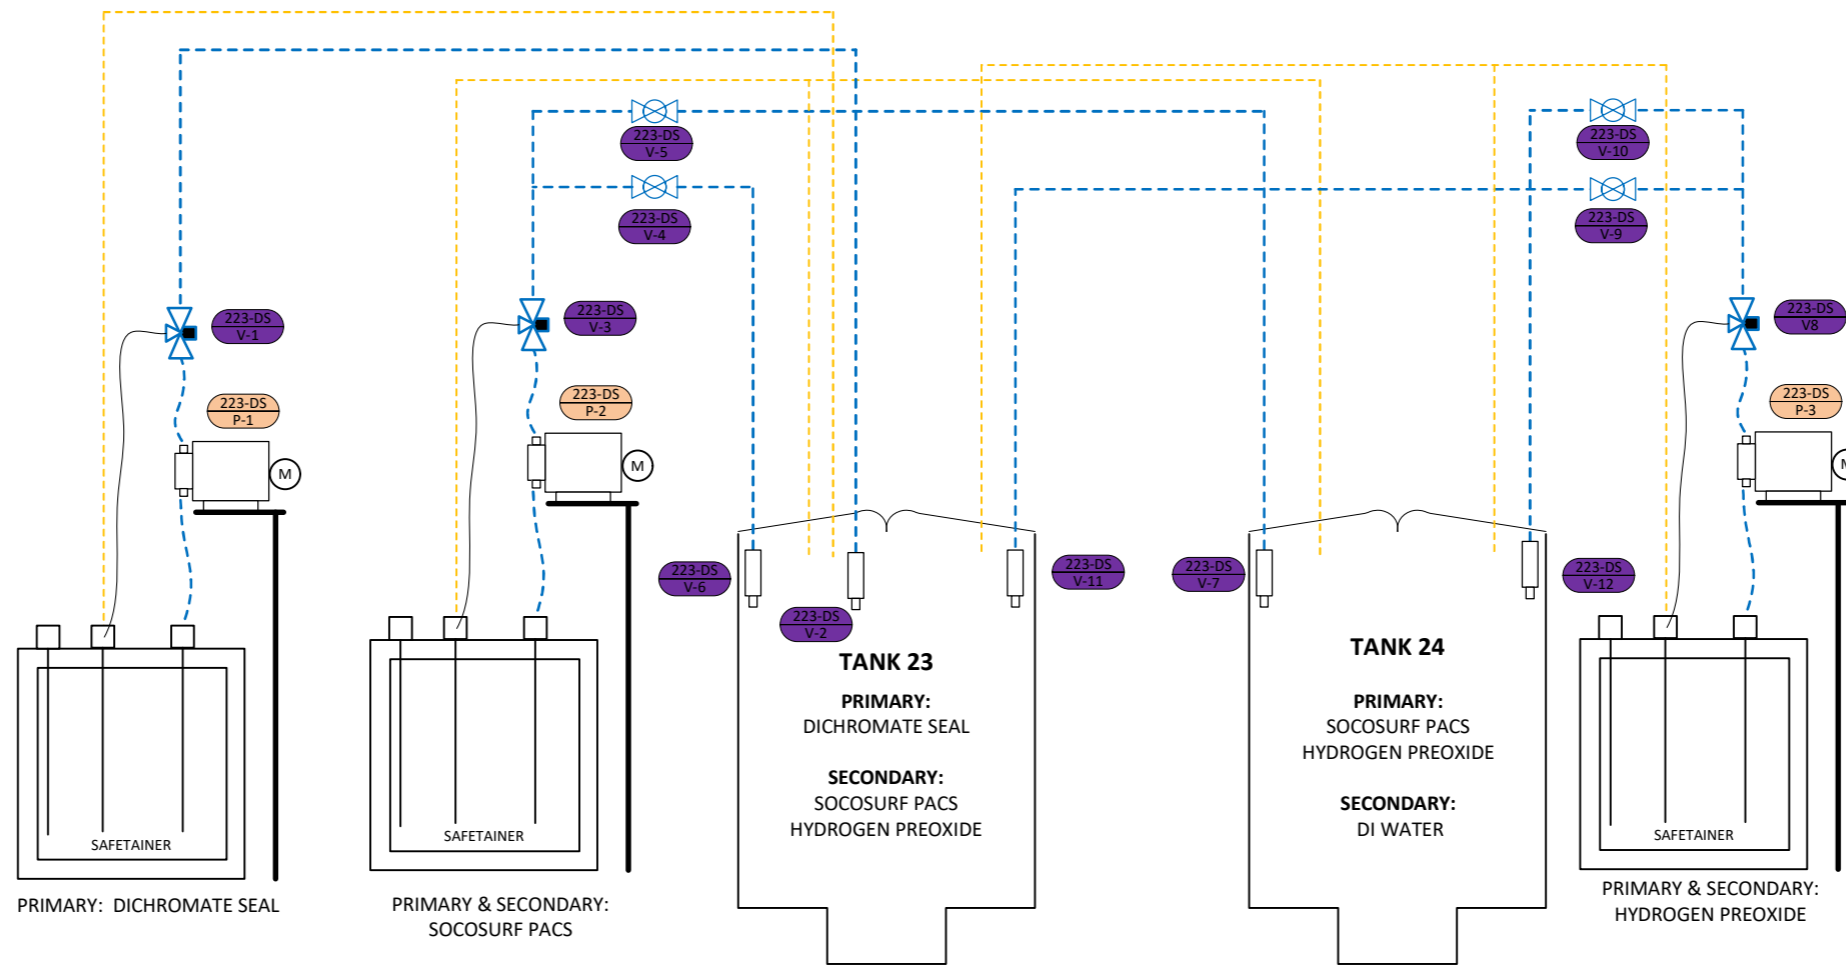 223-DS
V-5
223-DS
V-10
223-DS
V-4
223-DS
V-9
223-DS
V-1
223-DS
V-3
223-DS
V8
223-DS
P-1
223-DS
P-2
223-DS
P-3
M
M
M
223-DS
V-6
223-DS
V-2
223-DS
V-11
223-DS
V-7
223-DS
V-12
TANK 23
PRIMARY:
DICHROMATE SEAL
SECONDARY:
SOCOSURF PACS
HYDROGEN PREOXIDE
TANK 24
PRIMARY:
SOCOSURF PACS
HYDROGEN PREOXIDE
SECONDARY:
DI WATER
SAFETAINER
SAFETAINER
SAFETAINER
PRIMARY: DICHROMATE SEAL
PRIMARY & SECONDARY:
SOCOSURF PACS
PRIMARY & SECONDARY:
HYDROGEN PREOXIDE